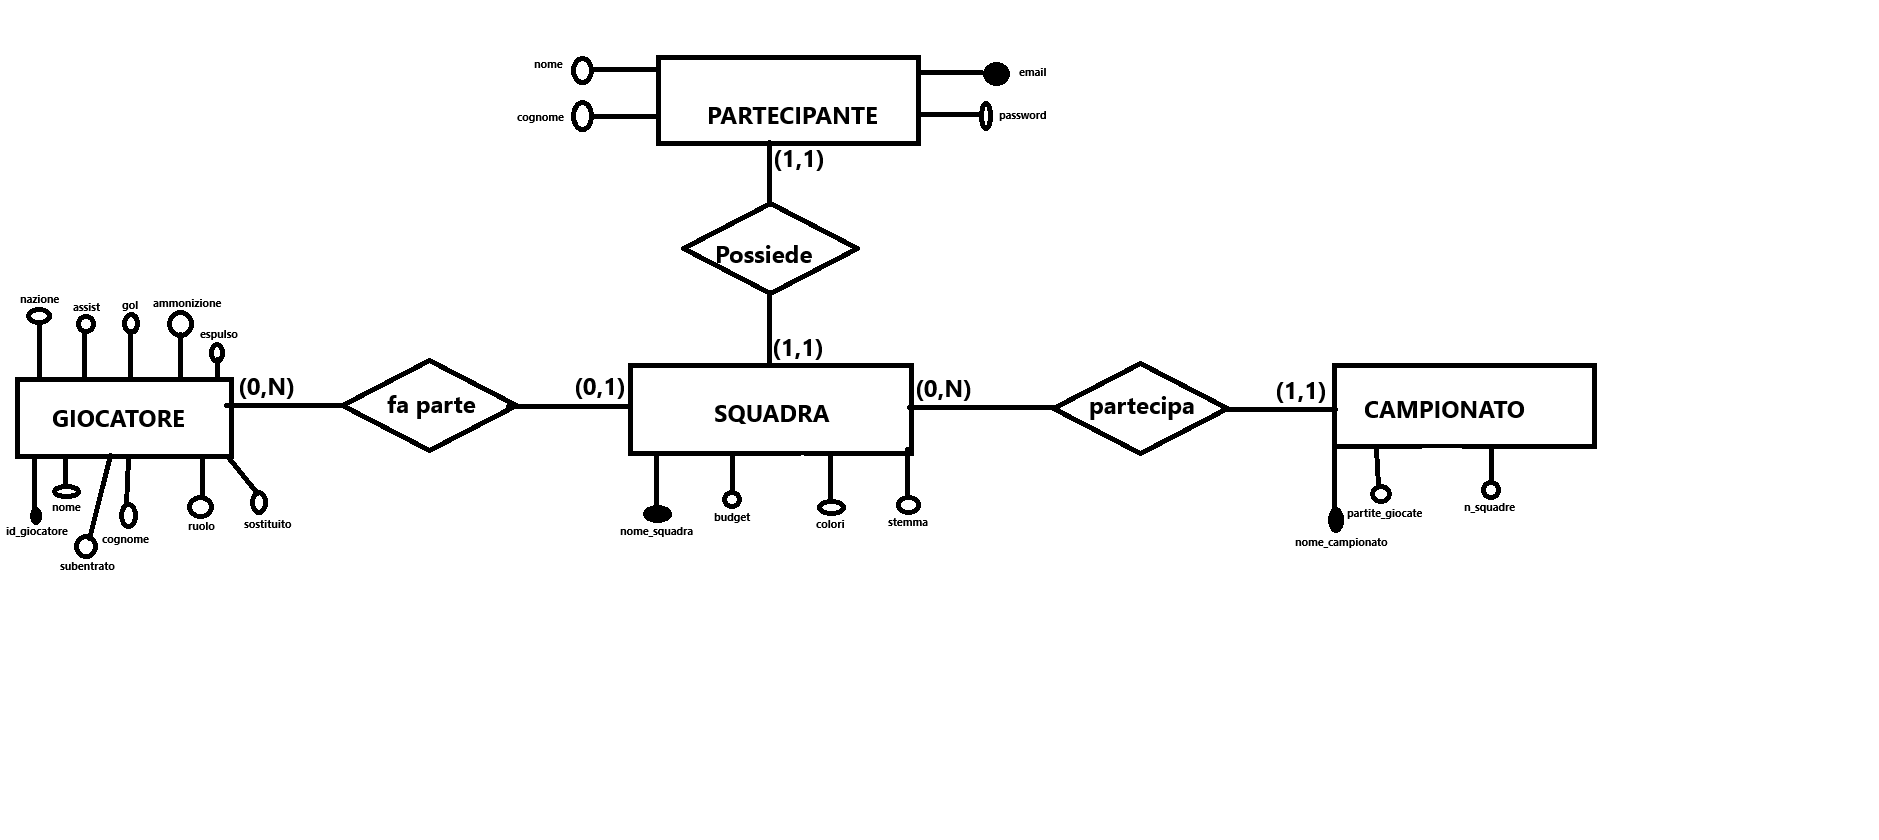 nome
email
cognome
PARTECIPANTE
password
(1,1)
Possiede
(1,1)
nazione
assist
gol
ammonizione
espulso
GIOCATORE
(0,N)
fa parte
(0,1)
SQUADRA
(0,N)
partecipa
(1,1)
CAMPIONATO
id_giocatore
nome
subentrato
cognome
ruolo
sostituito
nome_squadra
budget
colori
stemma
nome_campionato
partite_giocate
n_squadre